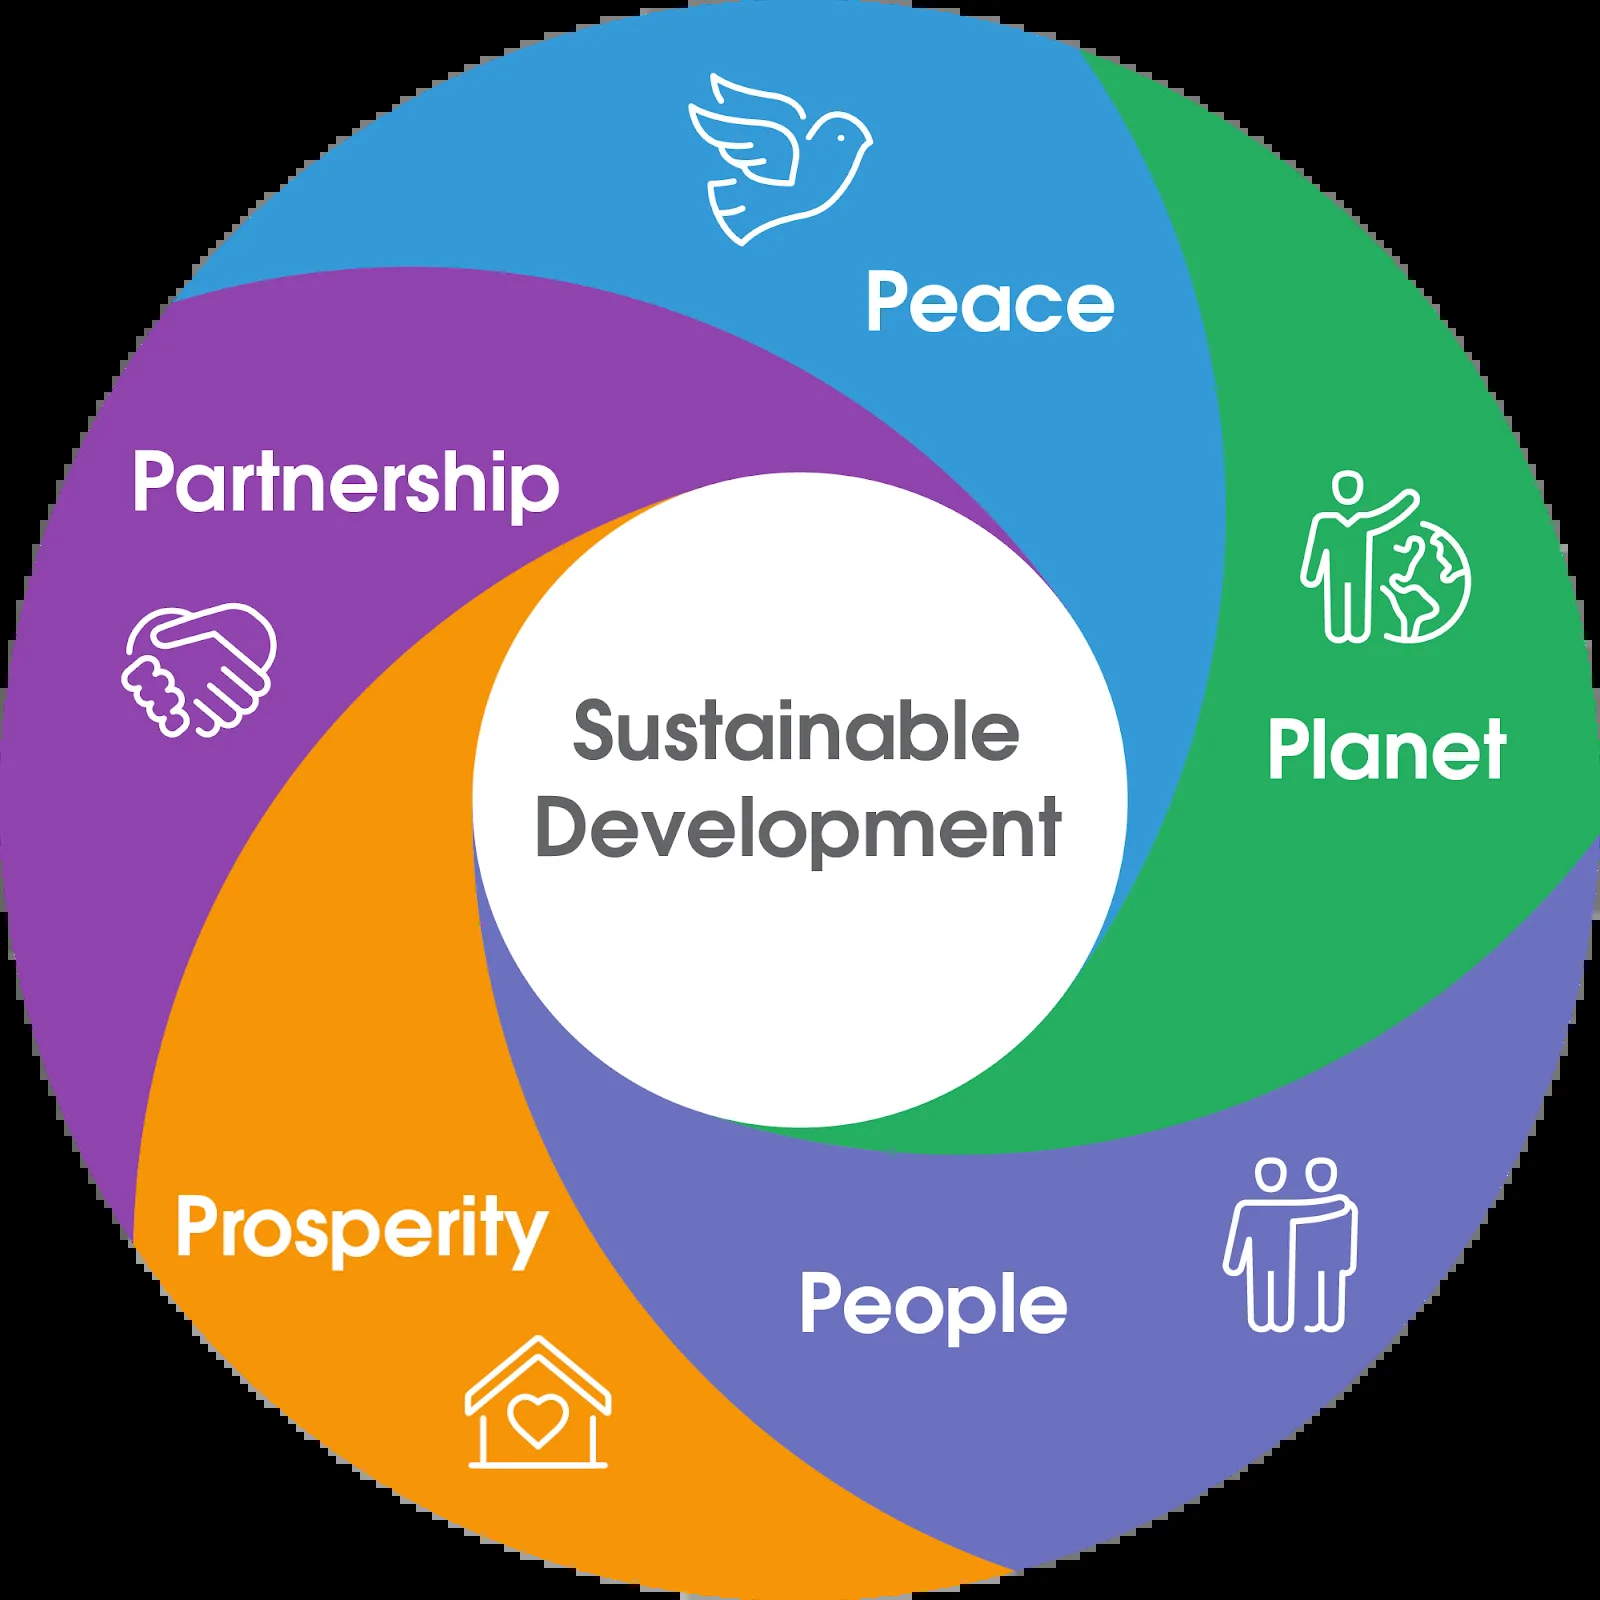 Peace
Partnership
Sustainable
Development
Planet
Prosperity
People